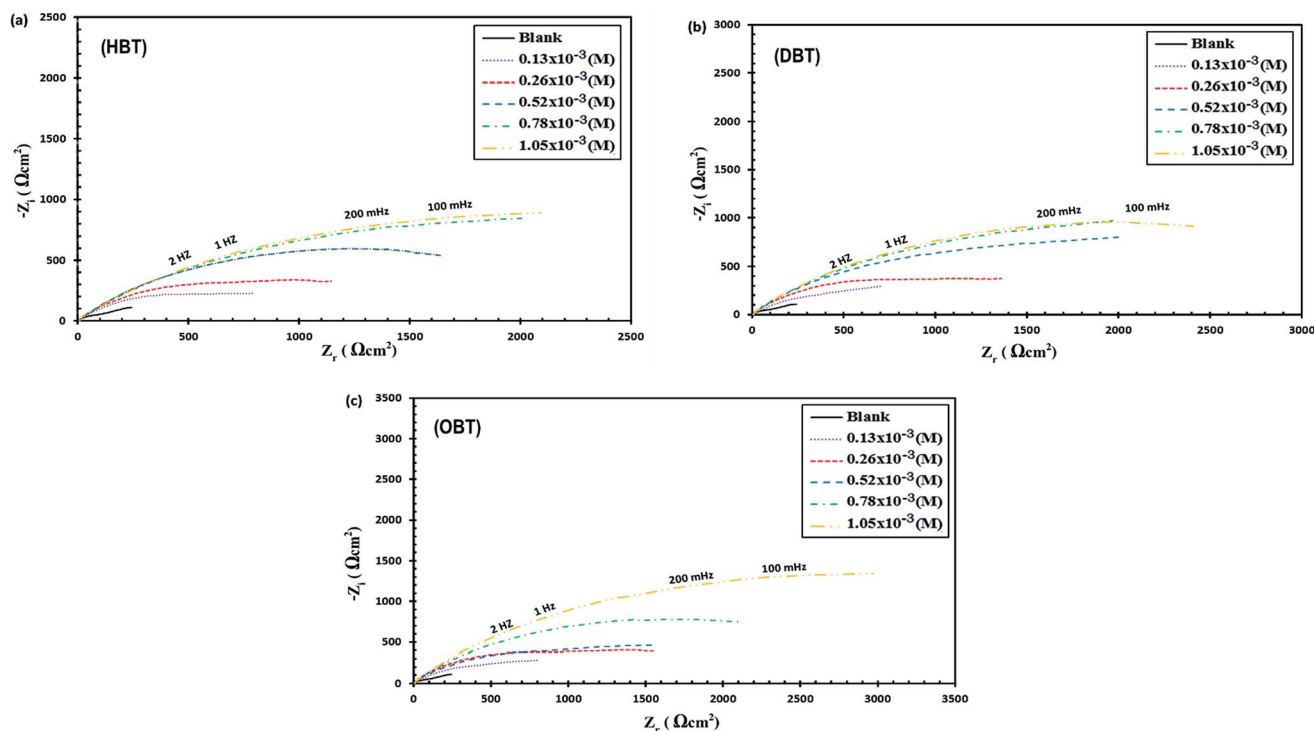 (a)
(HBT)
2500
2000
1500
1000
500
0
-Zi ( Ωcm²)
Blank
0.13x10⁻³(M)
0.26x10⁻³(M)
0.52x10⁻³(M)
0.78x10⁻³(M)
1.05x10⁻³(M)
2 HZ
1 HZ
200 mHz
100 mHz
0 500 1000 1500 2000 2500
Zr ( Ωcm²)
(b)
(DBT)
3000
2500
2000
1500
1000
500
0
-Zi ( Ωcm²)
Blank
0.13x10⁻³(M)
0.26x10⁻³(M)
0.52x10⁻³(M)
0.78x10⁻³(M)
1.05x10⁻³(M)
2 HZ
1 HZ
200 mHz
100 mHz
0 500 1000 1500 2000 2500 3000
Zr ( Ωcm²)
(c)
(OBT)
3500
3000
2500
2000
1500
1000
500
0
-Zi ( Ωcm²)
Blank
0.13x10⁻³(M)
0.26x10⁻³(M)
0.52x10⁻³(M)
0.78x10⁻³(M)
1.05x10⁻³(M)
2 HZ
1 Hz
200 mHz
100 mHz
0 500 1000 1500 2000 2500 3000 3500
Zr ( Ωcm²)